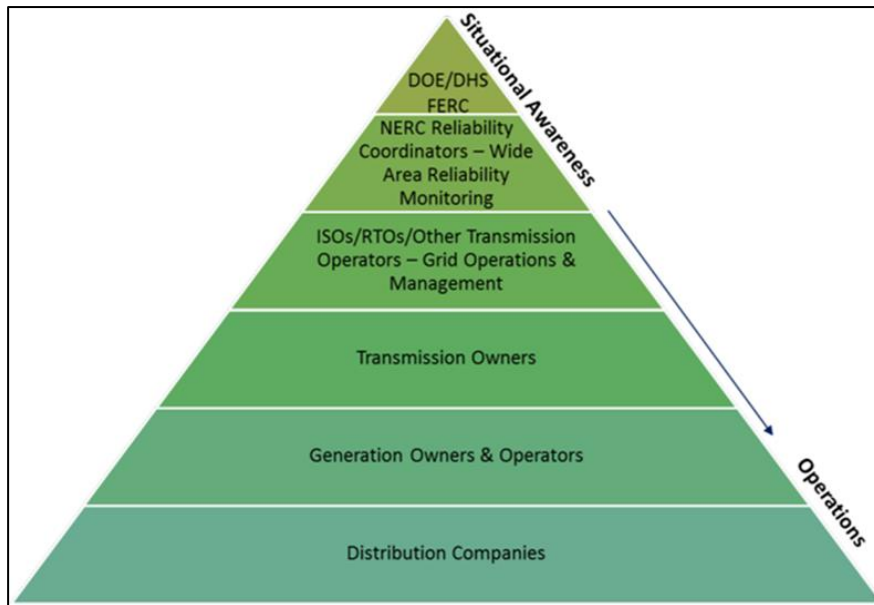 DOE/DHS
FERC
NERC Reliability
Coordinators – Wide
Area Reliability
Monitoring
ISOs/RTOs/Other Transmission
Operators – Grid Operations &
Management
Transmission Owners
Generation Owners & Operators
Distribution Companies
Situational Awareness
Operations